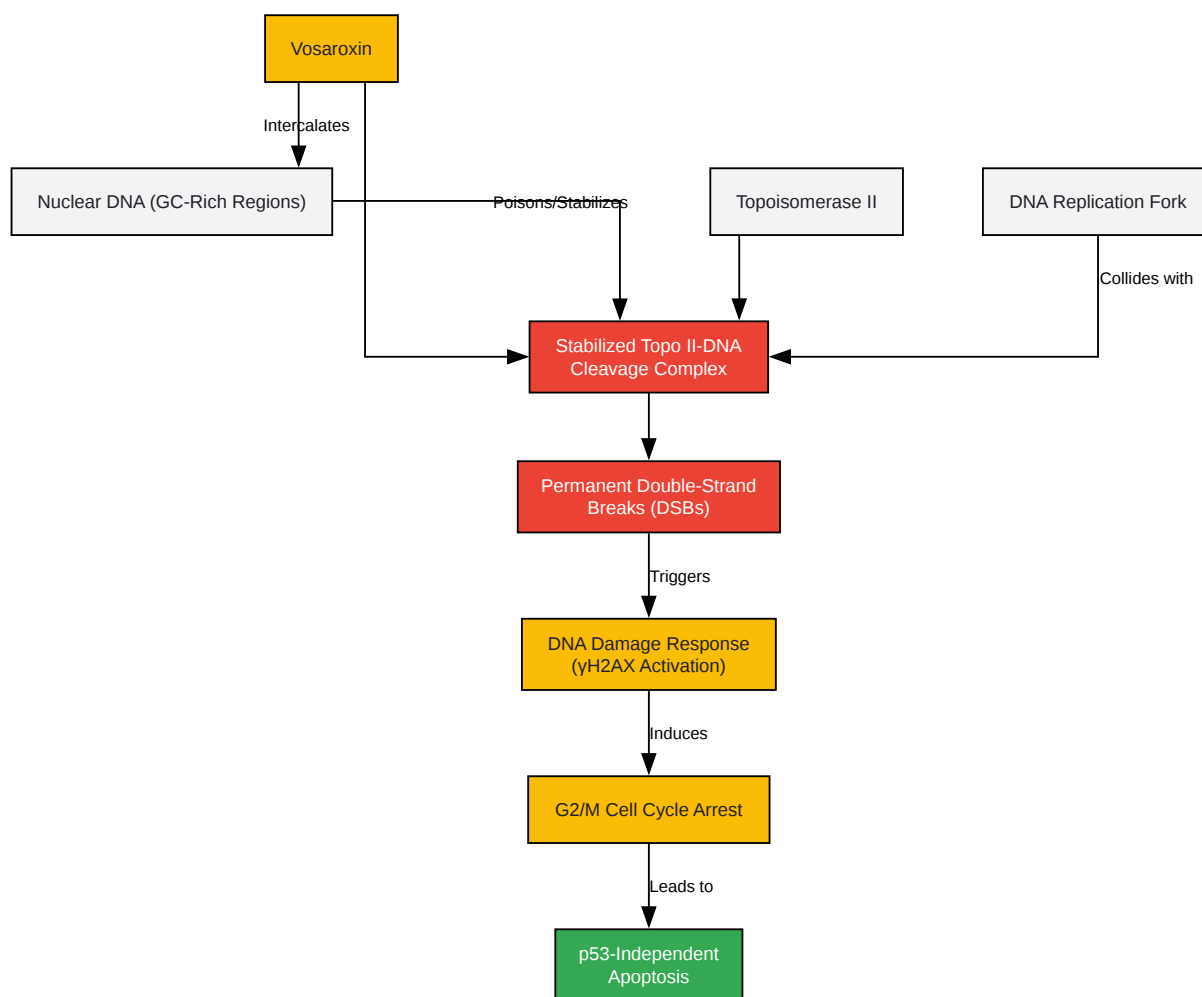 Vosaroxin
Intercalates
Nuclear DNA (GC-Rich Regions)
Poisons/Stabilizes
Topoisomerase II
DNA Replication Fork
Collides with
Stabilized Topo II-DNA
Cleavage Complex
Permanent Double-Strand
Breaks (DSBs)
Triggers
DNA Damage Response
(γH2AX Activation)
Induces
G2/M Cell Cycle Arrest
Leads to
p53-Independent
Apoptosis